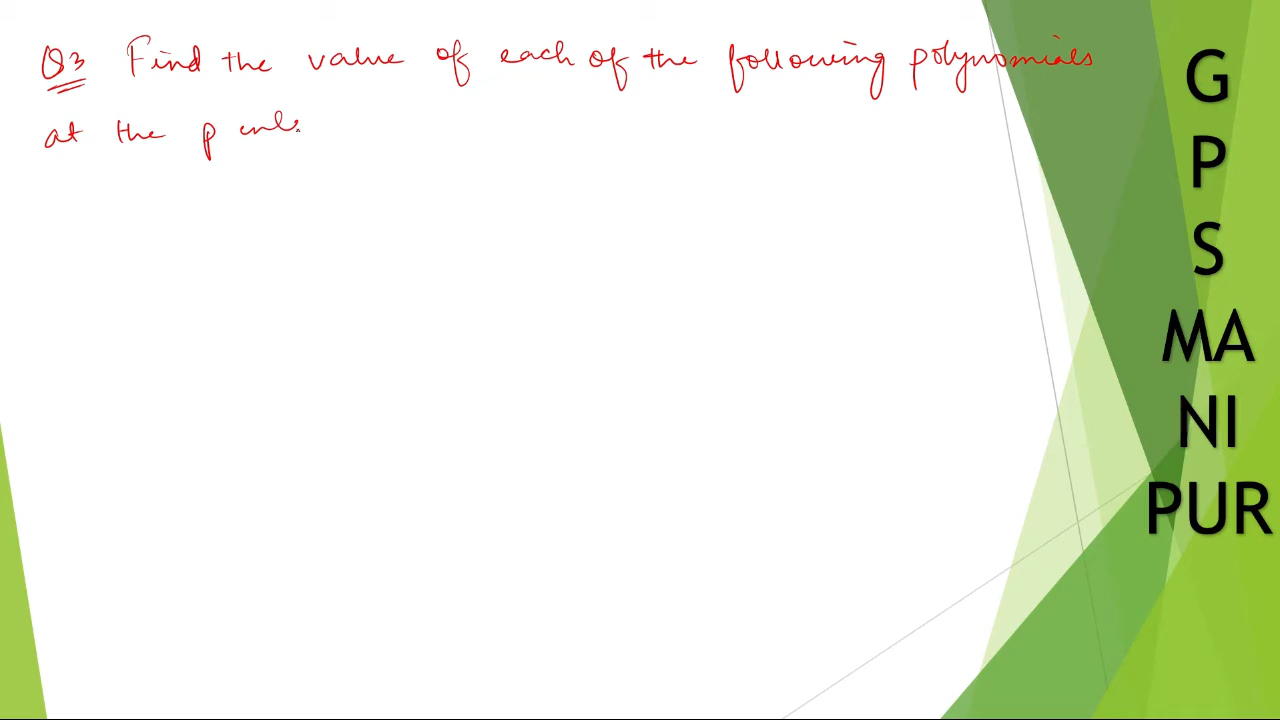 Q3 Find the value of each of the following polynomials
at the p
G
P
S
MA
NI
PUR